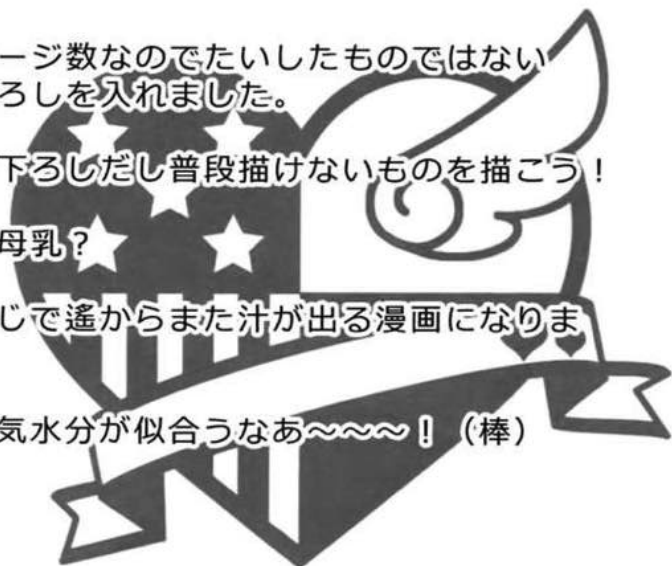 ージ数なのでたいしたものではない
ろしを入れました。
下ろしだし普段描けないものを描こう！
母乳？
じで遙からまた汁が出る漫画になりま
気水分が似合うなあ～～～！（棒）